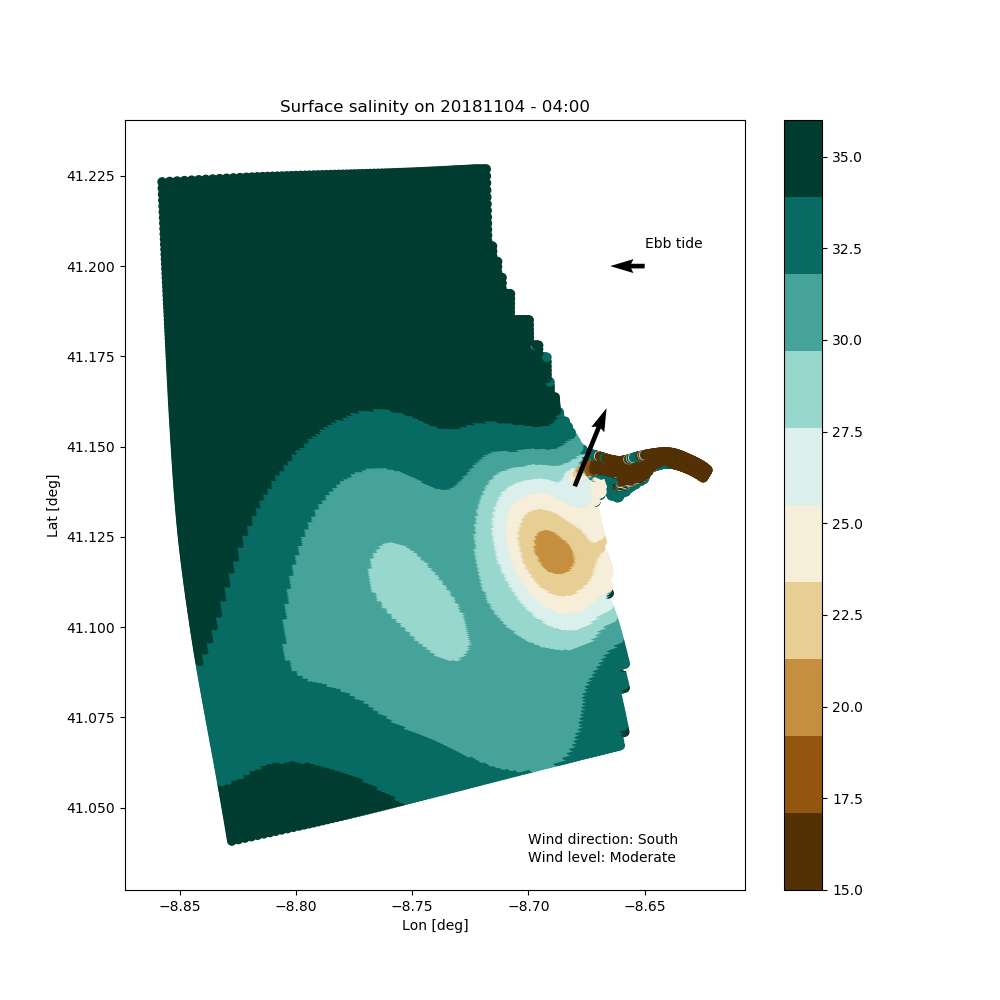 Surface salinity on 20181104 - 04:00
41.225
41.200
41.175
41.150
41.125
41.100
41.075
41.050
Lat [deg]
Ebb tide
Wind direction: South
Wind level: Moderate
−8.85 −8.80 −8.75 −8.70 −8.65
Lon [deg]
35.0
32.5
30.0
27.5
25.0
22.5
20.0
17.5
15.0